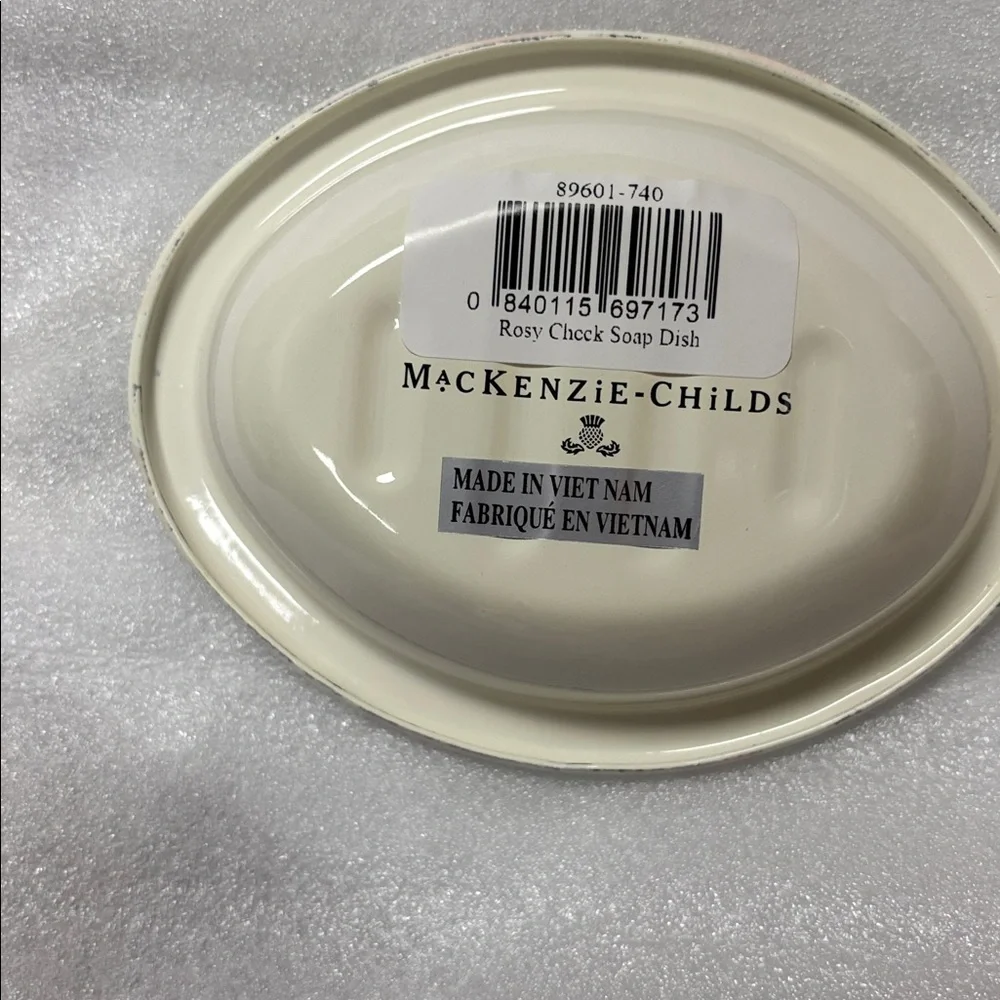 89601-740
0 840115 697173
Rosy Check Soap Dish
MACKENZiE-CHiLDS
MADE IN VIET NAM
FABRIQUÉ EN VIETNAM